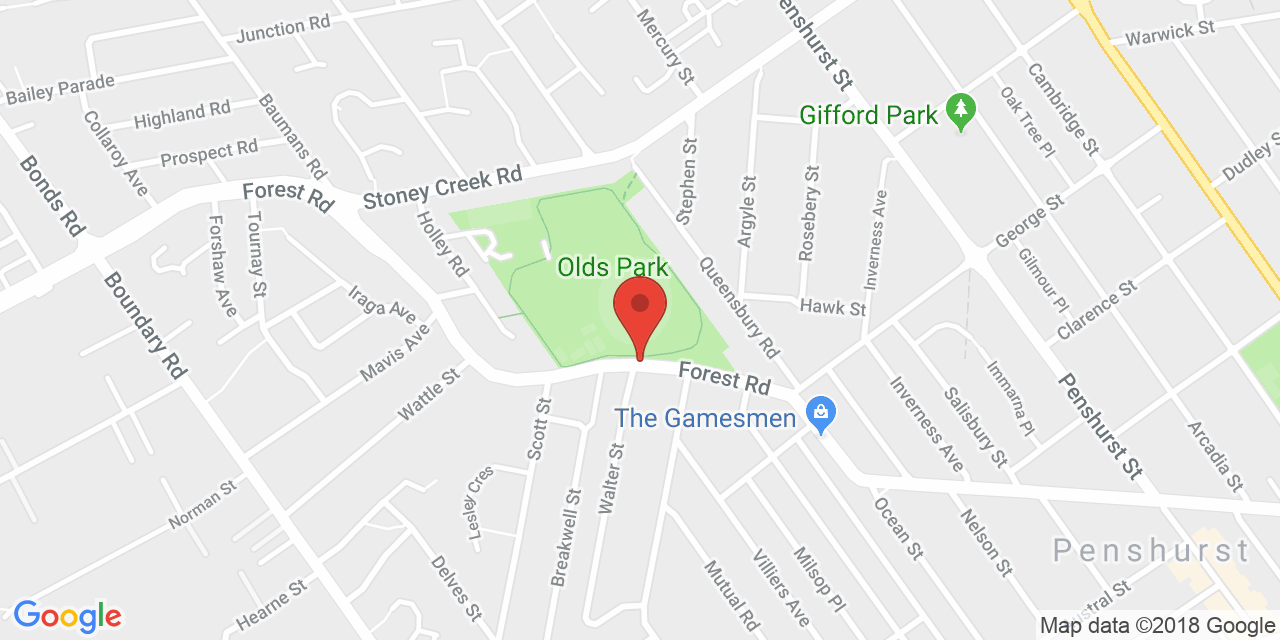 Junction Rd
Mercury St
Penshurst St
Warwick St
Bailey Parade
Highland Rd
Baumans Rd
Collaroy Ave
Prospect Rd
Gifford Park
Oak Tree Pl
Cambridge St
Dudley S
Bonds Rd
Forest Rd
Stoney Creek Rd
Stephen St
Argyle St
Rosebery St
Inverness Ave
George St
Forshaw Ave
Tournay St
Holley Rd
Olds Park
Queensbury Rd
Gilmour Pl
Clarence St
Boundary Rd
Iraga Ave
Mavis Ave
Hawk St
Wattle St
Forest Rd
The Gamesmen
Inverness Ave
Salisbury St
Immarna Pl
Penshurst St
Arcadia St
Scott St
Walter St
Breakwell St
Lesley Cres
Norman St
Ocean St
Nelson St
Penshurst
Delves St
Hearne St
Mutual Rd
Villiers Ave
Milsop Pl
stral St
Google
Map data ©2018 Google